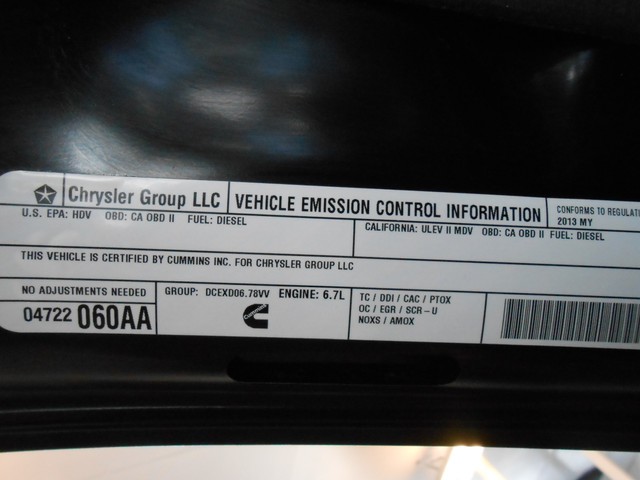 Chrysler Group LLC
VEHICLE EMISSION CONTROL INFORMATION
CONFORMS TO
2013 MY
U.S. EPA: HDV OBD: CA OBD II FUEL: DIESEL
CALIFORNIA: ULEV II MDV OBD: CA OBD II FUEL: DIESEL
THIS VEHICLE IS CERTIFIED BY CUMMINS INC. FOR CHRYSLER GROUP LLC
NO ADJUSTMENTS NEEDED
04722 060AA
GROUP: DCEXD06.78VV ENGINE: 6.7L
Cummins
TC / DDI / CAC / PTOX
OC / EGR / SCR-U
NOXS / AMOX